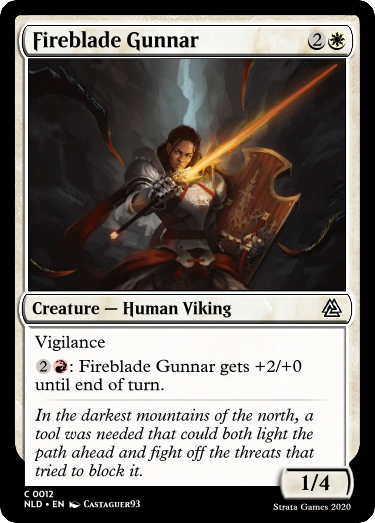 Fireblade Gunnar 2
Creature — Human Viking
Vigilance
2: Fireblade Gunnar gets +2/+0
until end of turn.
In the darkest mountains of the north, a
tool was needed that could both light the
path ahead and fight off the threats that
tried to block it.
1/4
C 0012
NLD • EN Castaguer93
Strata Games 2020